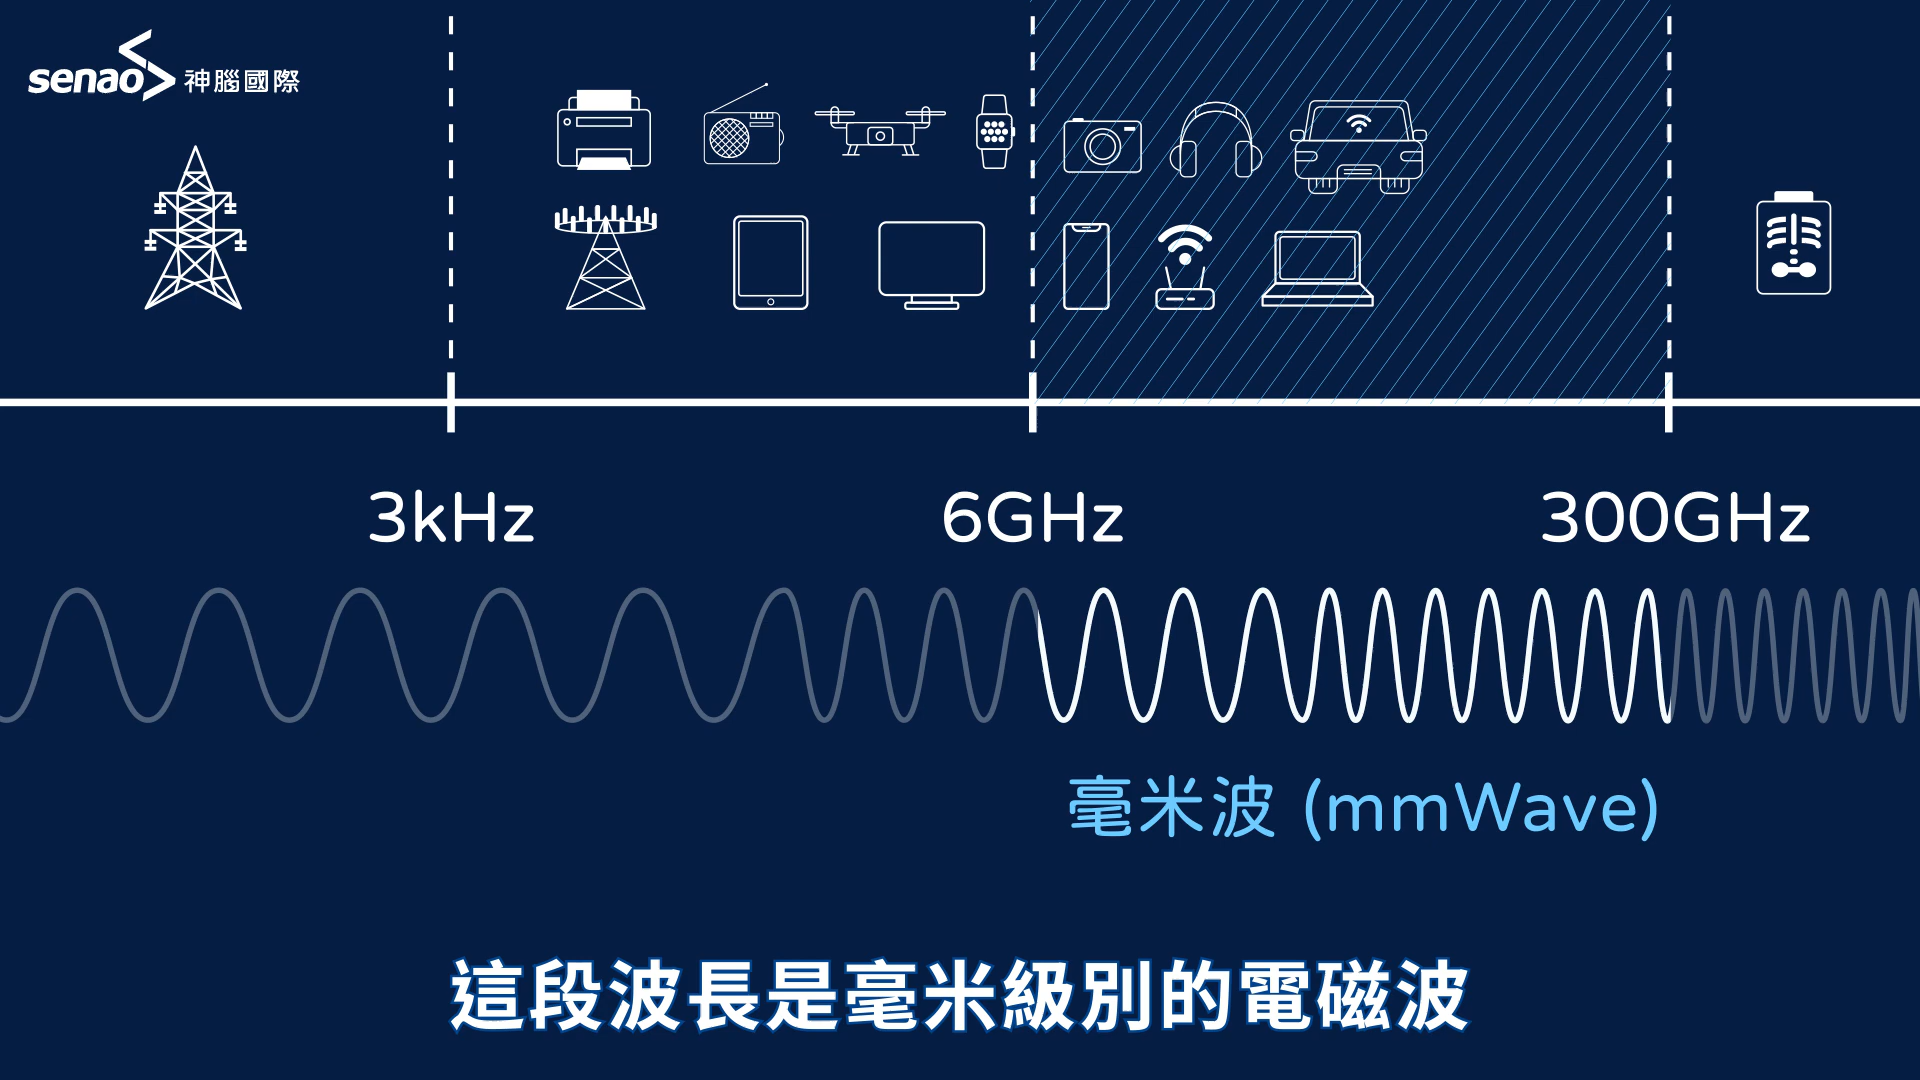 senao 神腦國際
3kHz
6GHz
300GHz
毫米波 (mmWave)
這段波長是毫米級別的電磁波